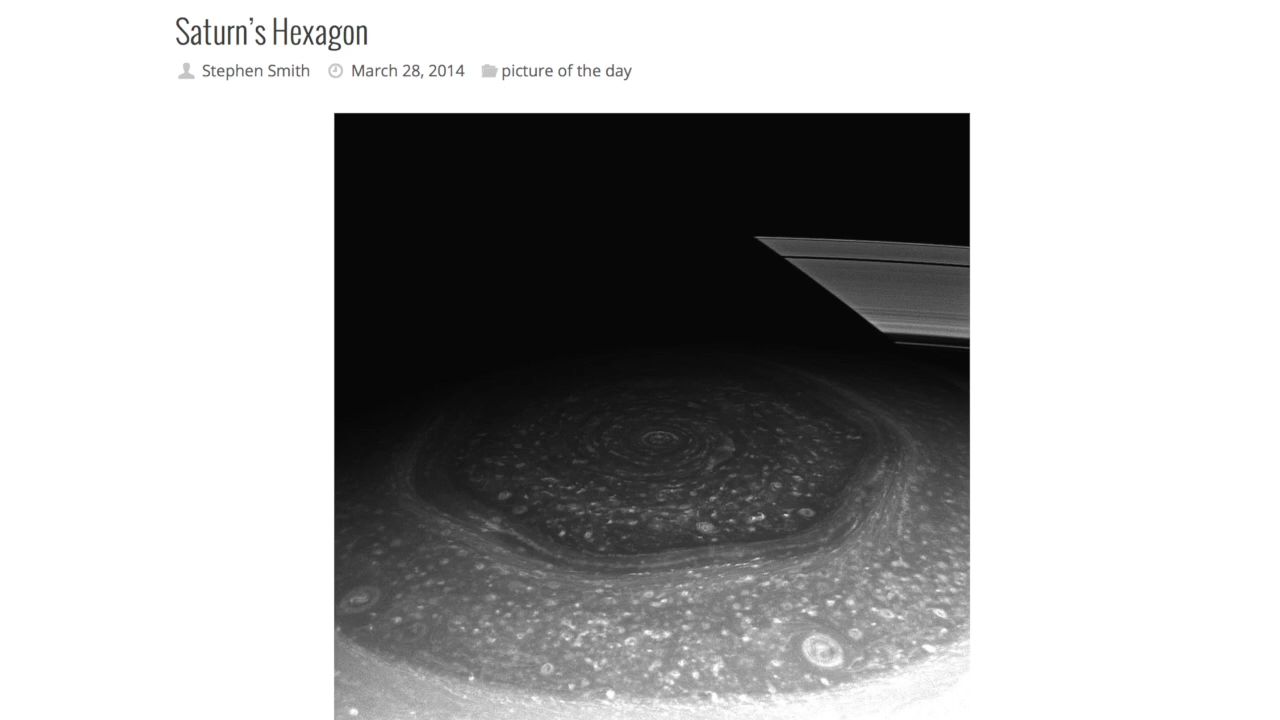 Saturn’s Hexagon
Stephen Smith March 28, 2014 picture of the day